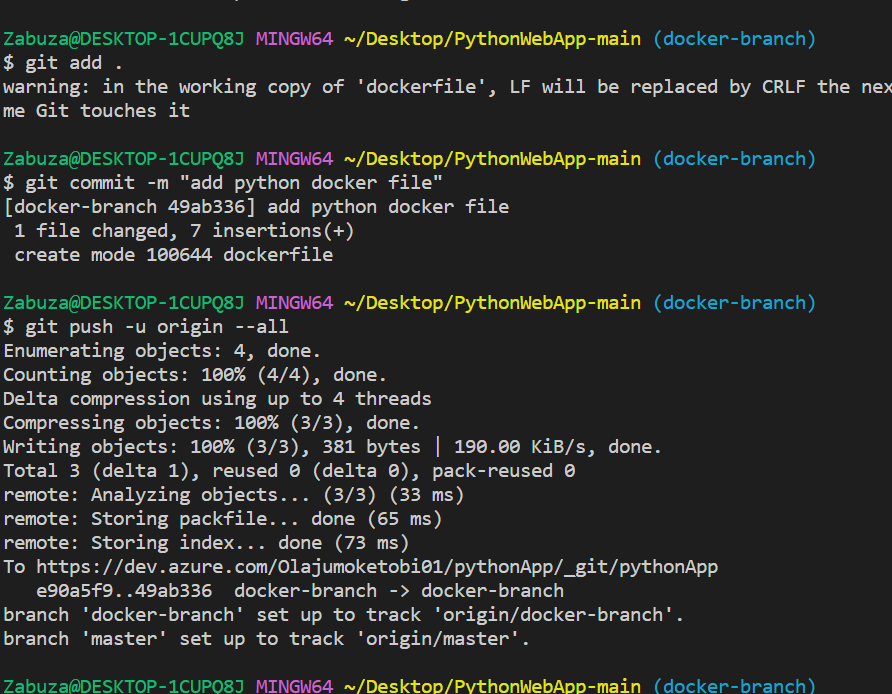 Zabuza@DESKTOP-1CUPQ8J MINGW64 ~/Desktop/PythonWebApp-main (docker-branch)
$ git add .
warning: in the working copy of 'dockerfile', LF will be replaced by CRLF the nex
me Git touches it
Zabuza@DESKTOP-1CUPQ8J MINGW64 ~/Desktop/PythonWebApp-main (docker-branch)
$ git commit -m "add python docker file"
[docker-branch 49ab336] add python docker file
 1 file changed, 7 insertions(+)
 create mode 100644 dockerfile
Zabuza@DESKTOP-1CUPQ8J MINGW64 ~/Desktop/PythonWebApp-main (docker-branch)
$ git push -u origin --all
Enumerating objects: 4, done.
Counting objects: 100% (4/4), done.
Delta compression using up to 4 threads
Compressing objects: 100% (3/3), done.
Writing objects: 100% (3/3), 381 bytes | 190.00 KiB/s, done.
Total 3 (delta 1), reused 0 (delta 0), pack-reused 0
remote: Analyzing objects... (3/3) (33 ms)
remote: Storing packfile... done (65 ms)
remote: Storing index... done (73 ms)
To https://dev.azure.com/Olajumoketobi01/pythonApp/_git/pythonApp
   e90a5f9..49ab336  docker-branch -> docker-branch
branch 'docker-branch' set up to track 'origin/docker-branch'.
branch 'master' set up to track 'origin/master'.
Zabuza@DESKTOP-1CUPQ8J MINGW64 ~/Desktop/PythonWebApp-main (docker-branch)